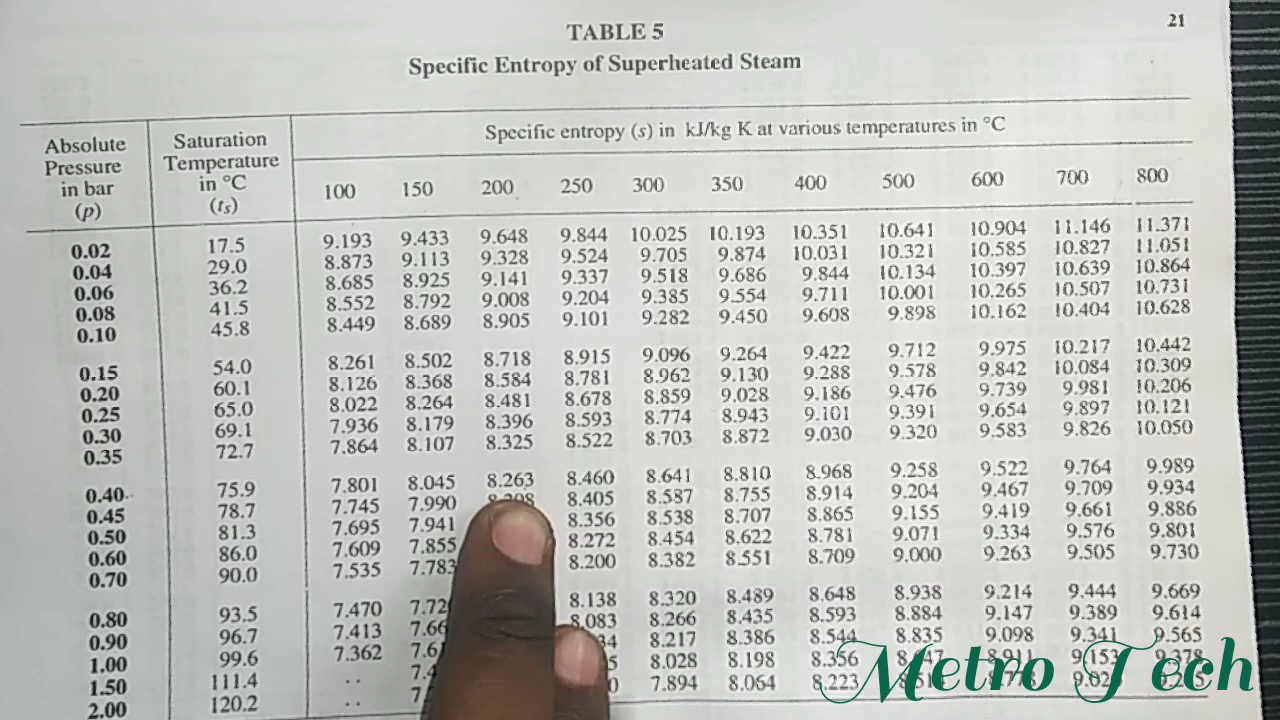 21
TABLE 5
Specific Entropy of Superheated Steam
Absolute Pressure in bar (p) Saturation Temperature in °C (ts) Specific entropy (s) in kJ/kg K at various temperatures in °C
100 150 200 250 300 350 400 500 600 700 800
0.02 17.5 9.193 9.433 9.648 9.844 10.025 10.193 10.351 10.641 10.904 11.146 11.371
0.04 29.0 8.873 9.113 9.328 9.524 9.705 9.874 10.031 10.321 10.585 10.827 11.051
0.06 36.2 8.685 8.925 9.141 9.337 9.518 9.686 9.844 10.134 10.397 10.639 10.864
0.08 41.5 8.552 8.792 9.008 9.204 9.385 9.554 9.711 10.001 10.265 10.507 10.731
0.10 45.8 8.449 8.689 8.905 9.101 9.282 9.450 9.608 9.898 10.162 10.404 10.628
0.15 54.0 8.261 8.502 8.718 8.915 9.096 9.264 9.422 9.712 9.975 10.217 10.442
0.20 60.1 8.126 8.368 8.584 8.781 8.962 9.130 9.288 9.578 9.842 10.084 10.309
0.25 65.0 8.022 8.264 8.481 8.678 8.859 9.028 9.186 9.476 9.739 9.981 10.206
0.30 69.1 7.936 8.179 8.396 8.593 8.774 8.943 9.101 9.391 9.654 9.897 10.121
0.35 72.7 7.864 8.107 8.325 8.522 8.703 8.872 9.030 9.320 9.583 9.826 10.050
0.40 75.9 7.801 8.045 8.263 8.460 8.641 8.810 8.968 9.258 9.522 9.764 9.989
0.45 78.7 7.745 7.990 8.405 8.587 8.755 8.914 9.204 9.467 9.709 9.934
0.50 81.3 7.695 7.941 8.356 8.538 8.707 8.865 9.155 9.419 9.661 9.886
0.60 86.0 7.609 7.855 8.272 8.454 8.622 8.781 9.071 9.334 9.576 9.801
0.70 90.0 7.535 7.783 8.200 8.382 8.551 8.709 9.000 9.263 9.505 9.730
0.80 93.5 7.470 8.138 8.320 8.489 8.648 8.938 9.214 9.444 9.669
0.90 96.7 7.413 8.083 8.266 8.435 8.593 8.884 9.147 9.389 9.614
1.00 99.6 7.362 8.217 8.386 8.544 8.835 9.098 9.341 9.565
1.50 111.4 . . 8.028 8.198 8.356
2.00 120.2 . . 7.894 8.064 8.223
Metro Tech